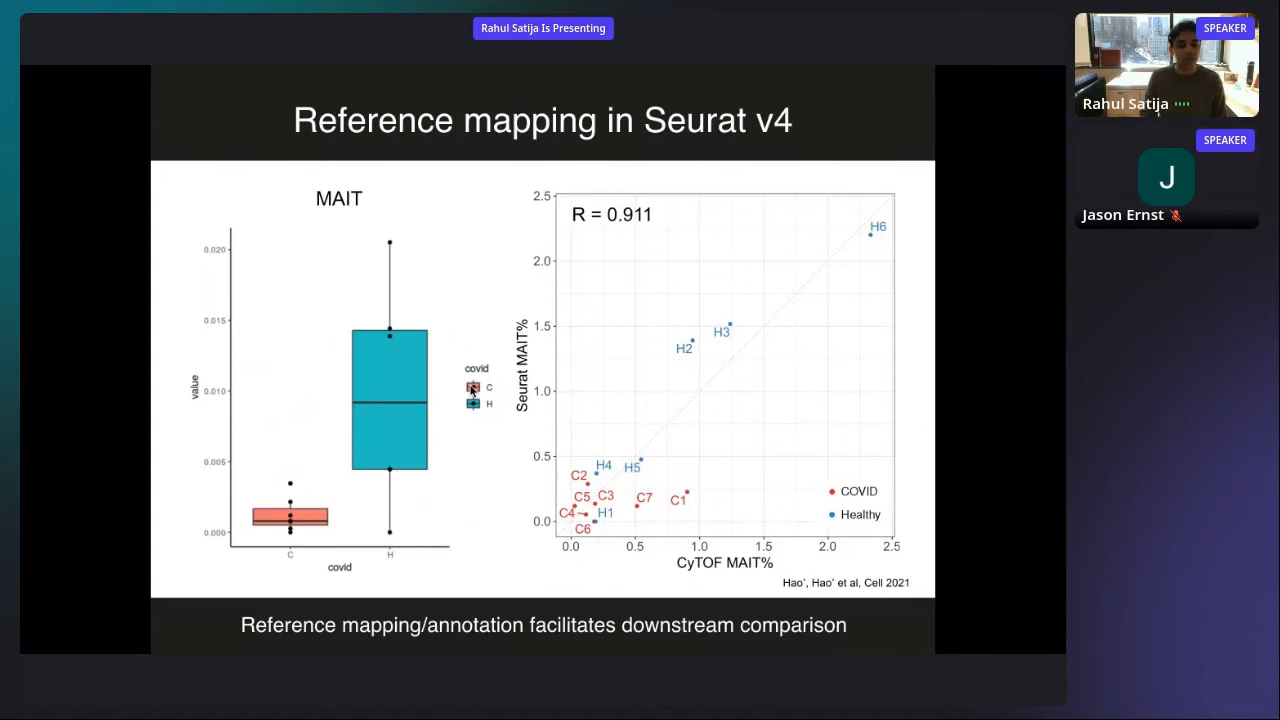 Rahul Satija Is Presenting
SPEAKER
Rahul Satija
SPEAKER
J
Jason Ernst
Reference mapping in Seurat v4
MAIT
0.020
0.015
0.010
0.005
0.000
value
C
H
covid
covid
C
H
R = 0.911
2.5
2.0
1.5
1.0
0.5
0.0
Seurat MAIT%
H6
H3
H2
H4
H5
C2
C5
C3
C7
C1
C4
H1
C6
COVID
Healthy
0.0
0.5
1.0
1.5
2.0
2.5
CyTOF MAIT%
Hao*, Hao* et al, Cell 2021
Reference mapping/annotation facilitates downstream comparison